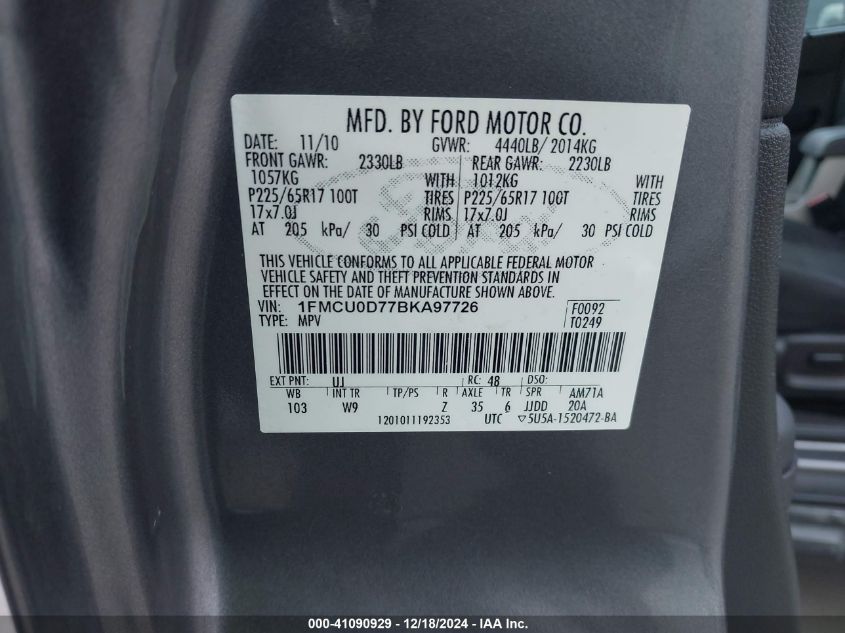 MFD. BY FORD MOTOR CO.
DATE: 11/10 GVWR: 4440LB/ 2014KG
FRONT GAWR: 2330LB REAR GAWR: 2230LB
1057KG WITH 1012KG WITH
P225/65R17 100T TIRES P225/65R17 100T TIRES
17x7.0J RIMS 17x7.0J RIMS
AT 205 kPa/ 30 PSI COLD AT 205 kPa/ 30 PSI COLD
THIS VEHICLE CONFORMS TO ALL APPLICABLE FEDERAL MOTOR
VEHICLE SAFETY AND THEFT PREVENTION STANDARDS IN
EFFECT ON THE DATE OF MANUFACTURE SHOWN ABOVE.
VIN: 1FMCU0D77BKA97726 F0092
TYPE: MPV T0249
EXT PNT: UJ RC: 48 DSO:
WB INT TR TP/PS R AXLE TR SPR AM71A
103 W9 Z 35 6 JJDD 20A
1201011192353 UTC ▽5U5A-1520472-BA
000-41090929 - 12/18/2024 - IAAI.com